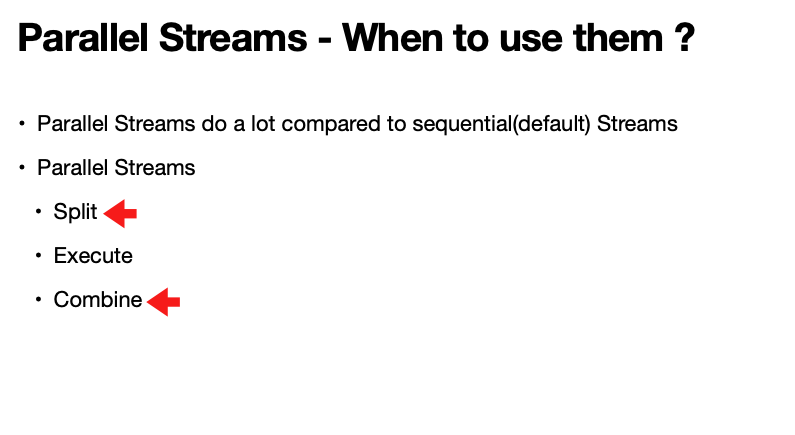 Parallel Streams - When to use them ?
• Parallel Streams do a lot compared to sequential(default) Streams
• Parallel Streams
• Split
• Execute
• Combine